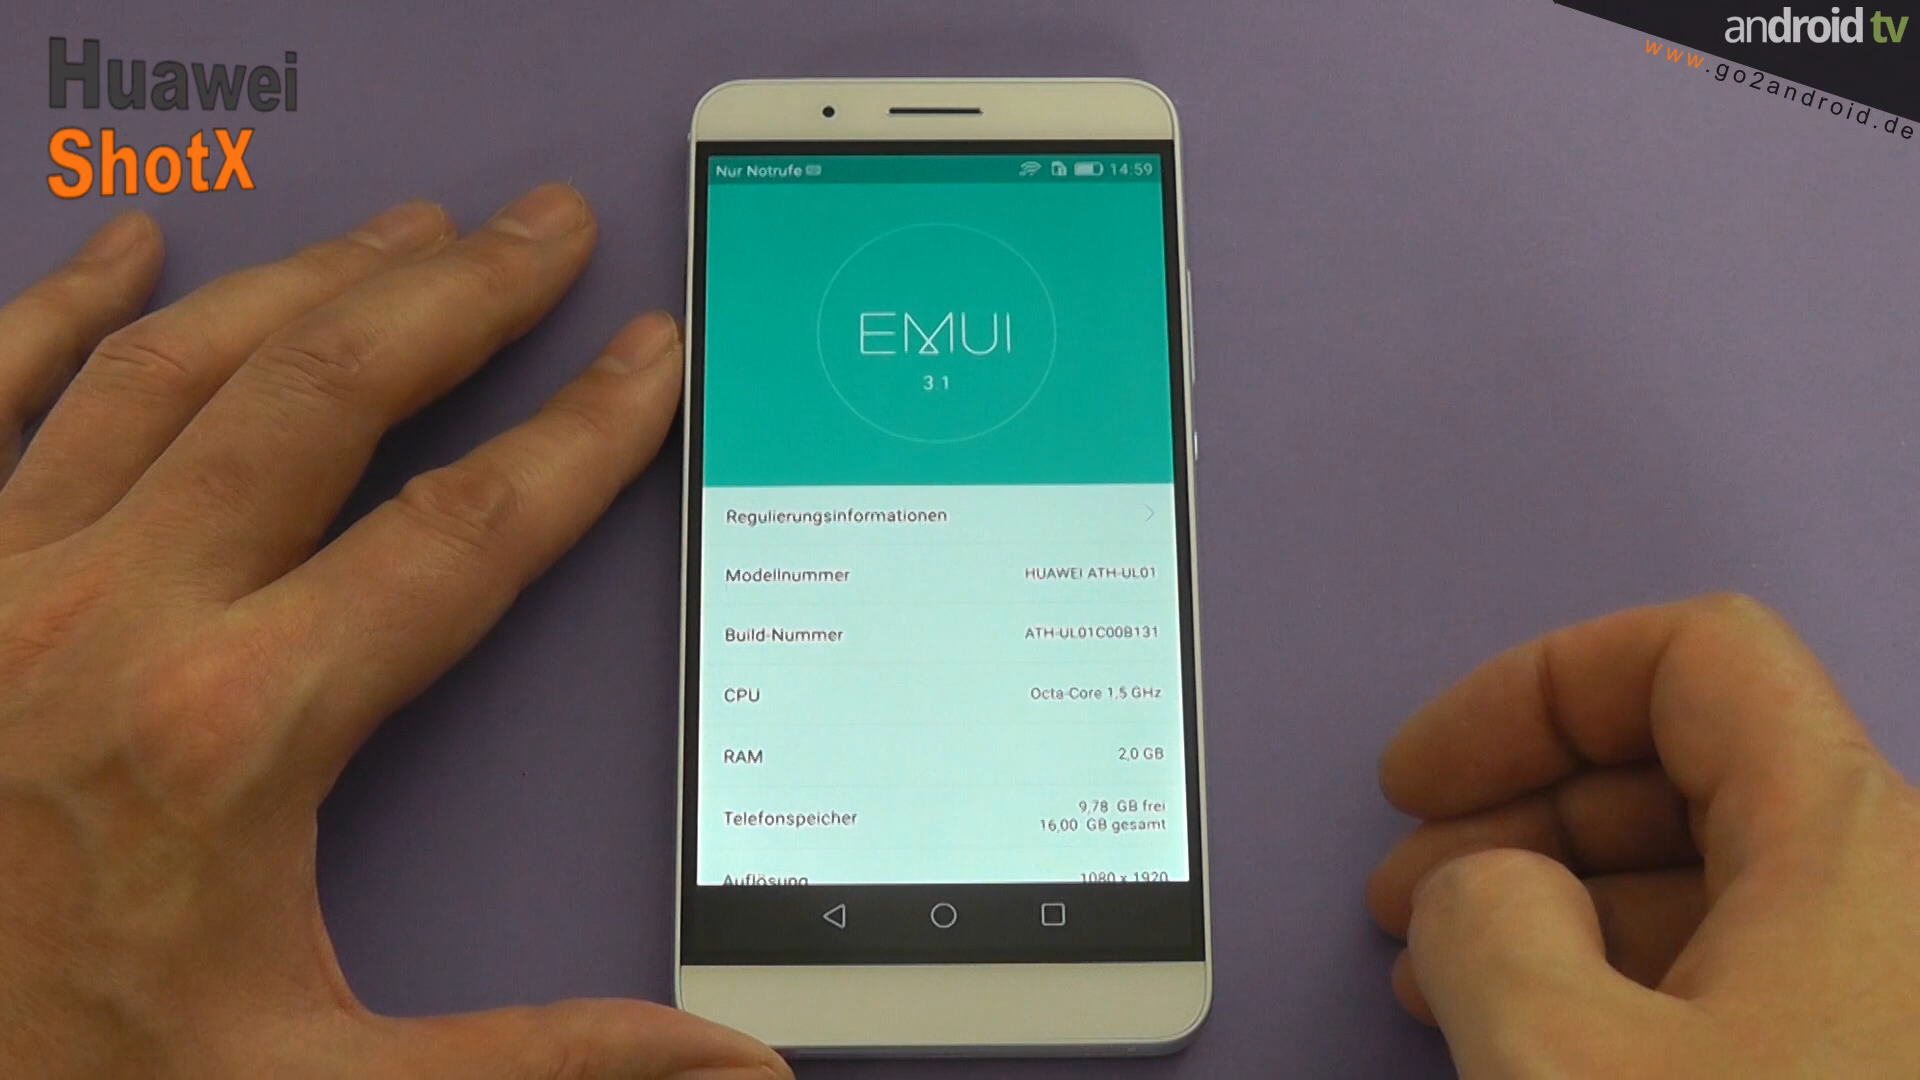 Huawei
ShotX
android tv
www.go2android.de
Nur Notrufe
14:59
EMUI
3.1
Regulierungsinformationen
Modellnummer HUAWEI ATH-UL01
Build-Nummer ATH-UL01C00B131
CPU Octa-Core 1,5 GHz
RAM 2,0 GB
Telefonspeicher 9,78 GB frei
16,00 GB gesamt
Auflösung 1080 x 1920